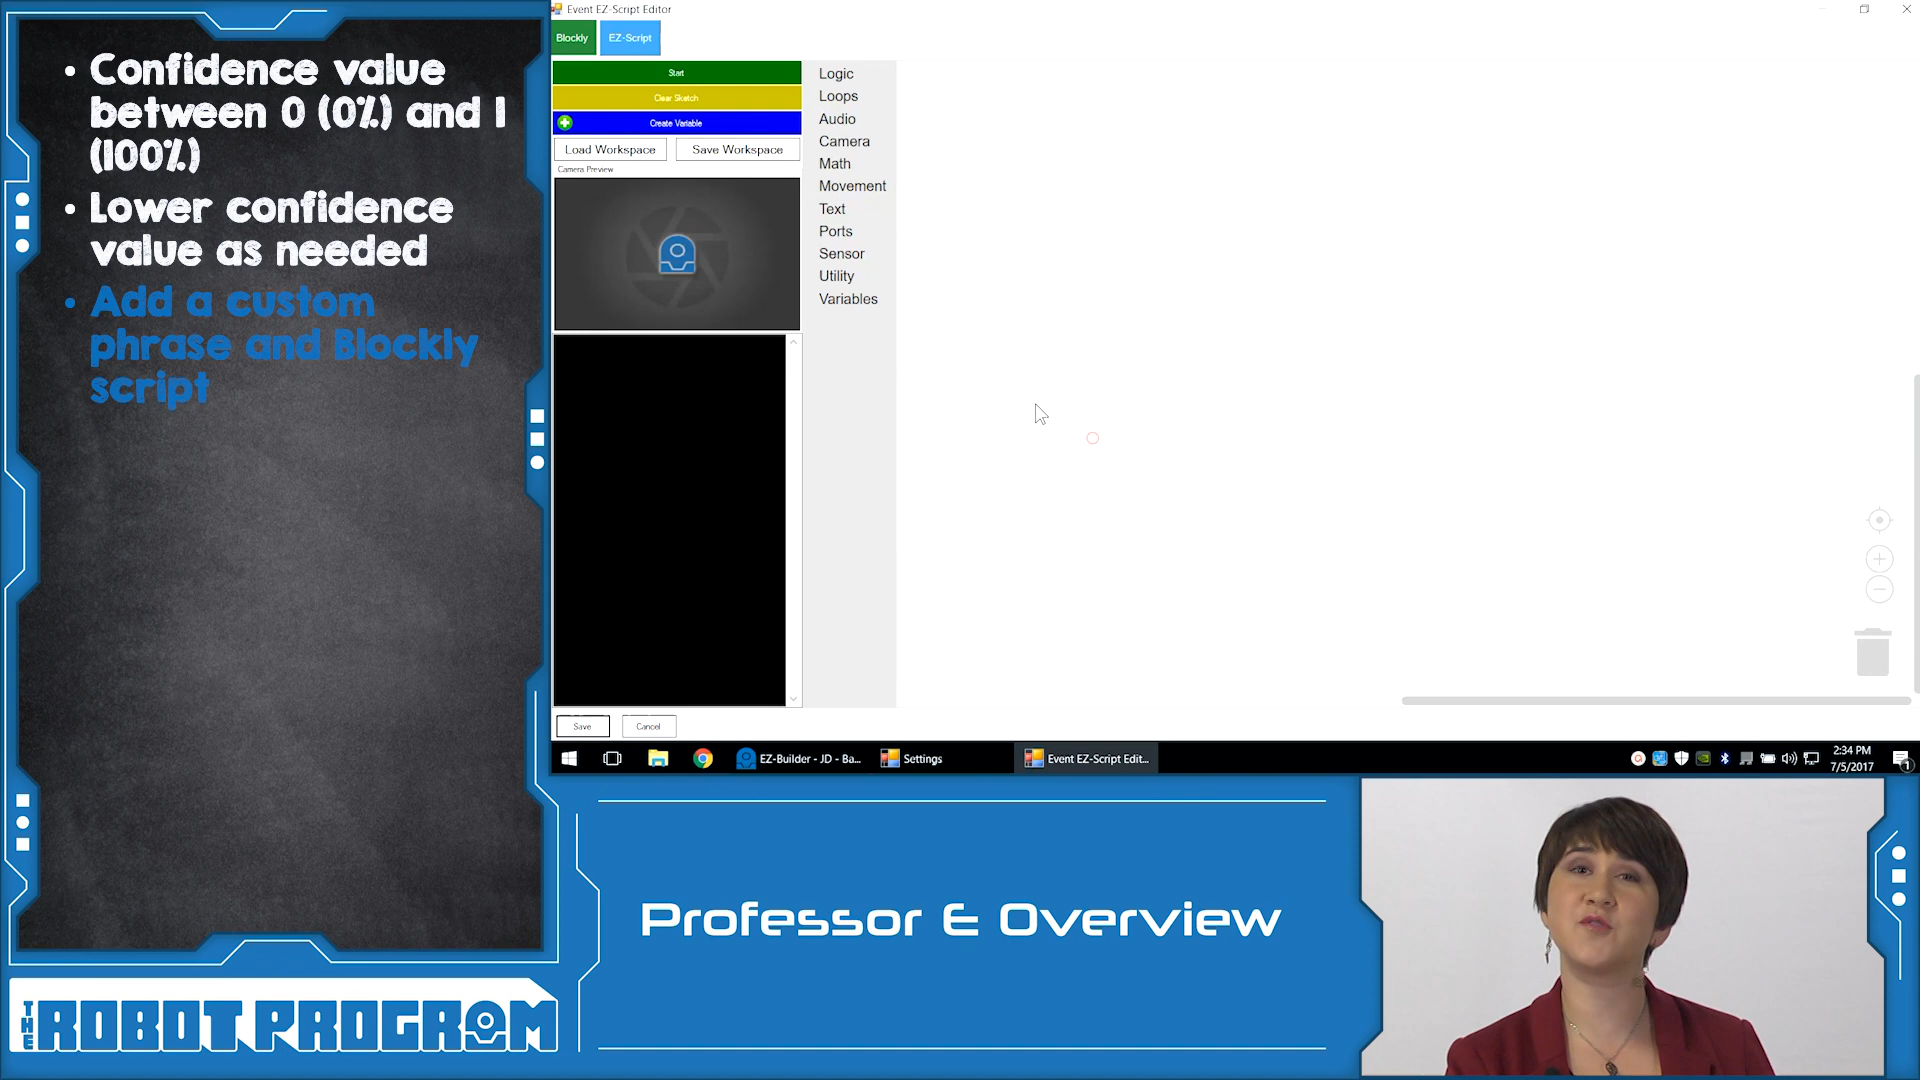 • Confidence value
between 0 (0%) and 1
(100%)
• Lower confidence
value as needed
• Add a custom
phrase and Blockly
script
Event EZ-Script Editor
Blockly
EZ-Script
Start
Clear Sketch
Create Variable
Load Workspace
Save Workspace
Camera Preview
Logic
Loops
Audio
Camera
Math
Movement
Text
Ports
Sensor
Utility
Variables
Save
Cancel
EZ-Builder - JD - Ba...
Settings
Event EZ-Script Edit...
2:34 PM
7/5/2017
1
Professor E Overview
THE ROBOT PROGRAM